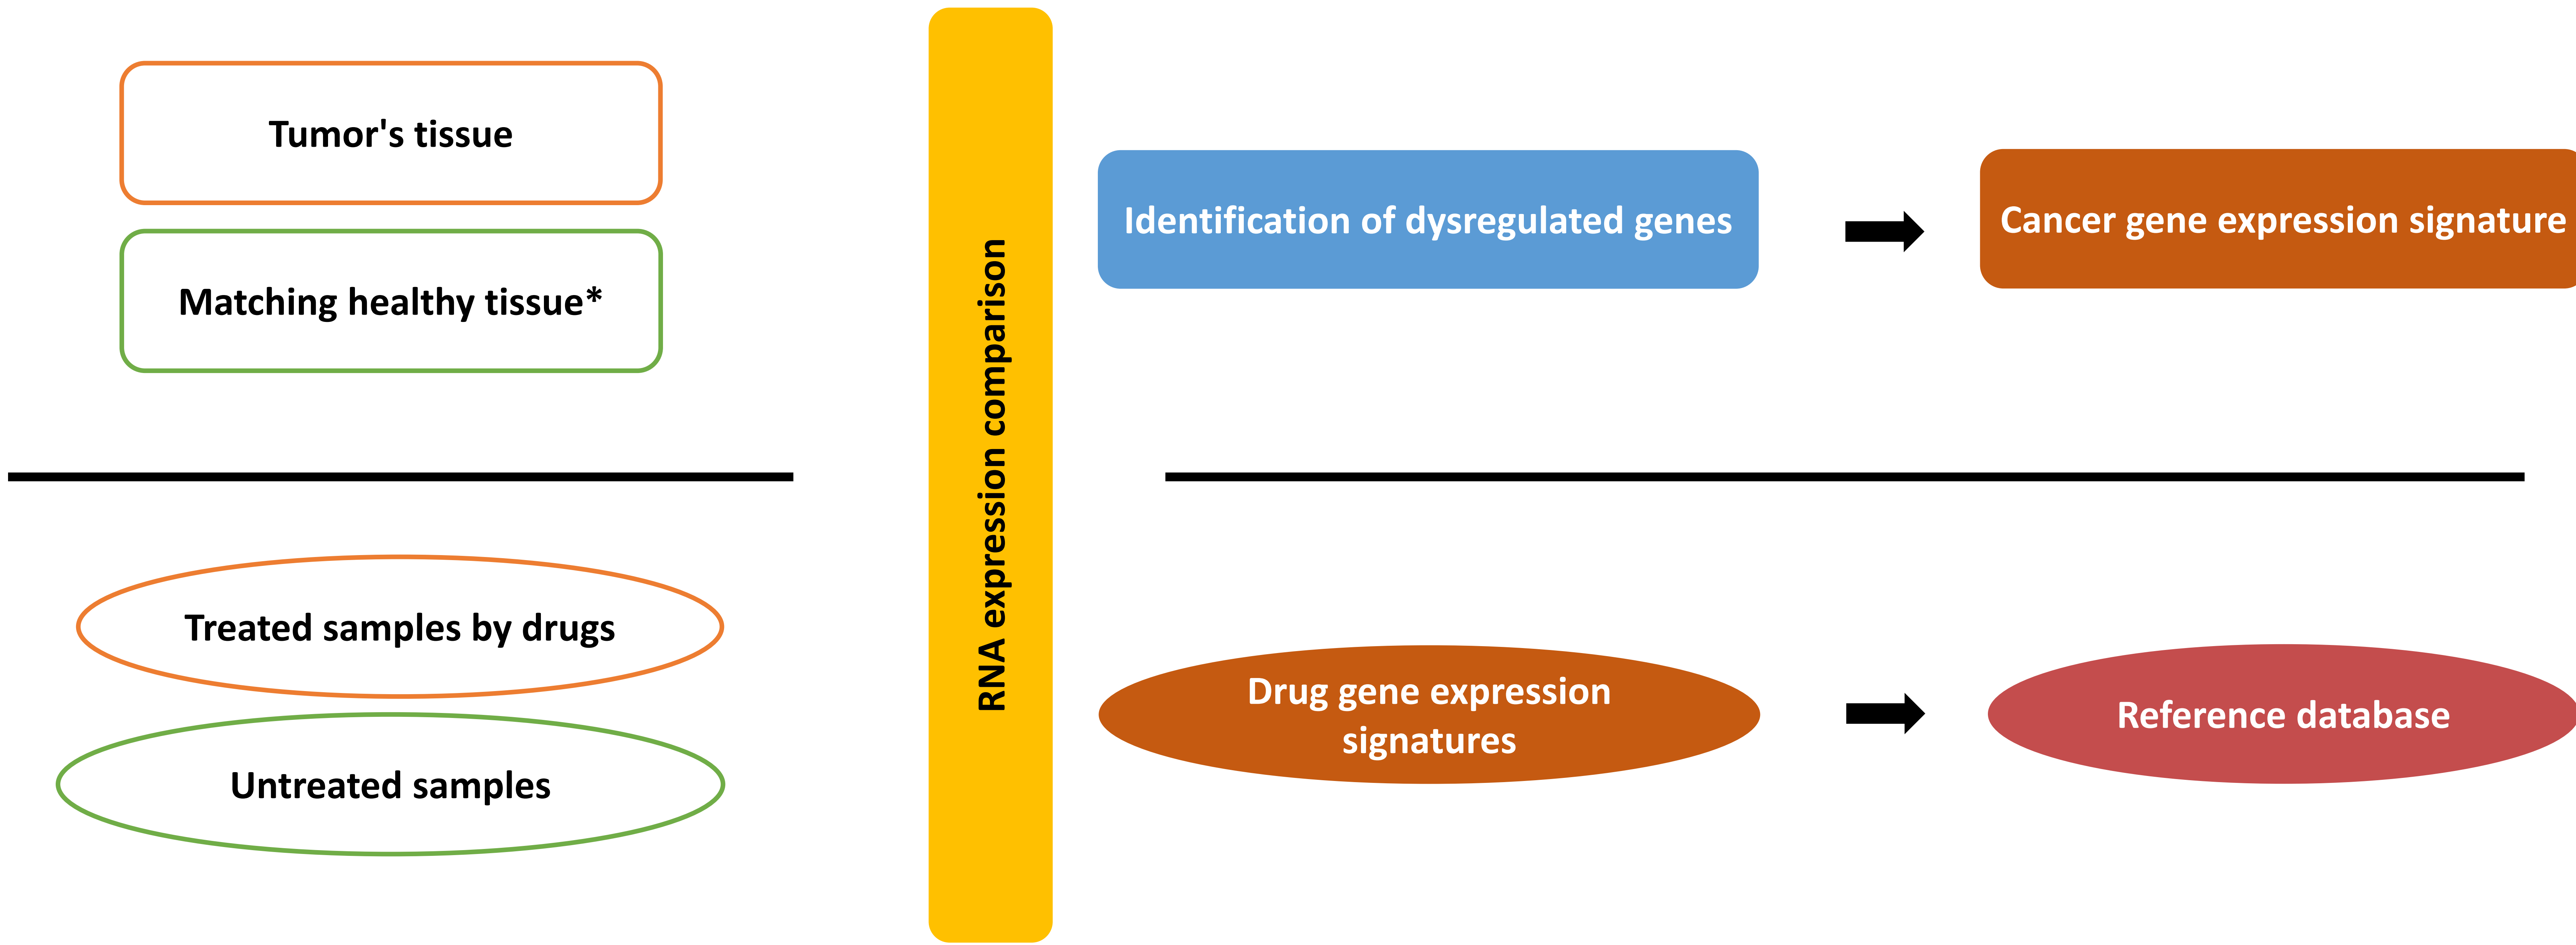 Tumor's tissue
Matching healthy tissue*
RNA expression comparison
Identification of dysregulated genes
Cancer gene expression signature
Treated samples by drugs
Untreated samples
Drug gene expression
signatures
Reference database